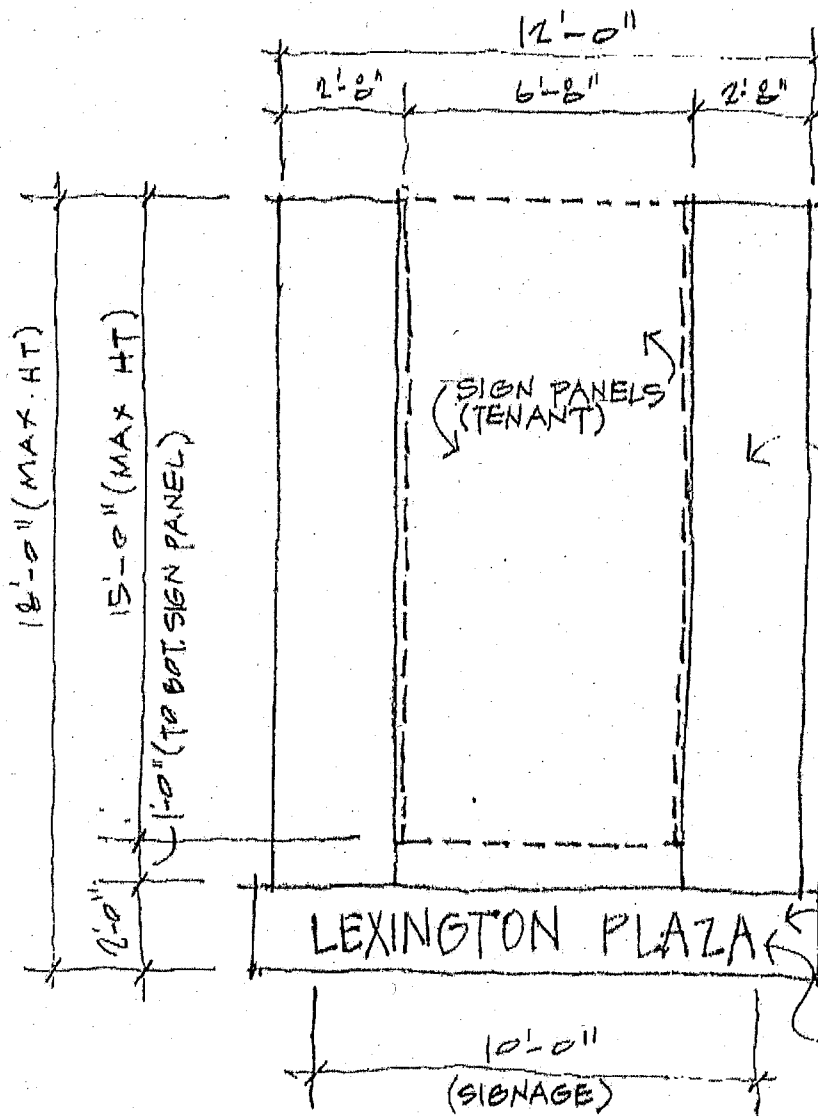 12'-0"
2'-8"
6'-8"
2'-8"
18'-0" (MAX. HT)
15'-0" (MAX HT)
1'-0" (TO BOT. SIGN PANEL)
2'-0"
SIGN PANELS
(TENANT)
LEXINGTON PLAZA
10'-0"
(SIGNAGE)